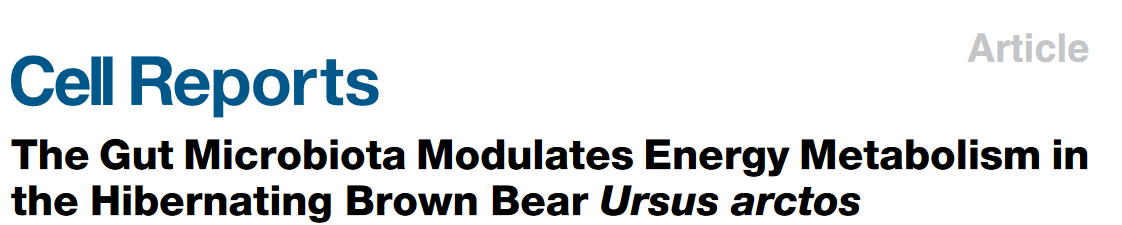 Article
Cell Reports
The Gut Microbiota Modulates Energy Metabolism in
the Hibernating Brown Bear Ursus arctos